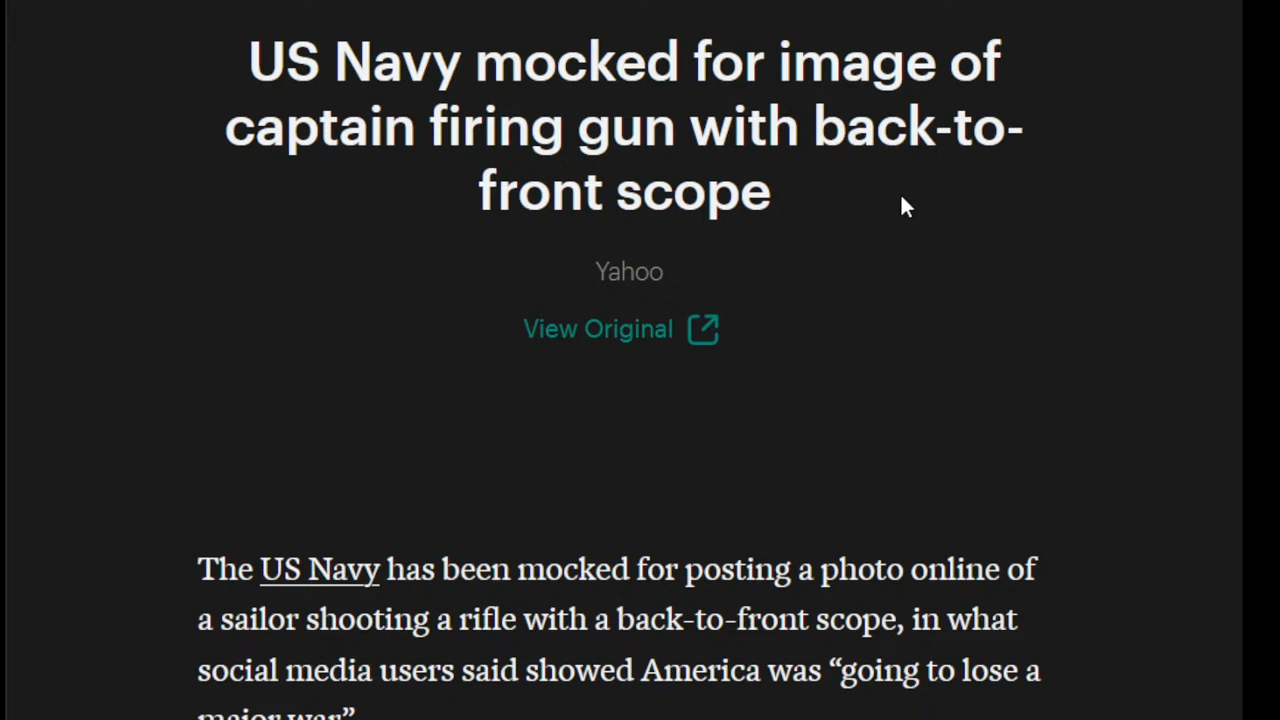 US Navy mocked for image of
captain firing gun with back-to-
front scope
Yahoo
View Original
The US Navy has been mocked for posting a photo online of
a sailor shooting a rifle with a back-to-front scope, in what
social media users said showed America was “going to lose a
major war”